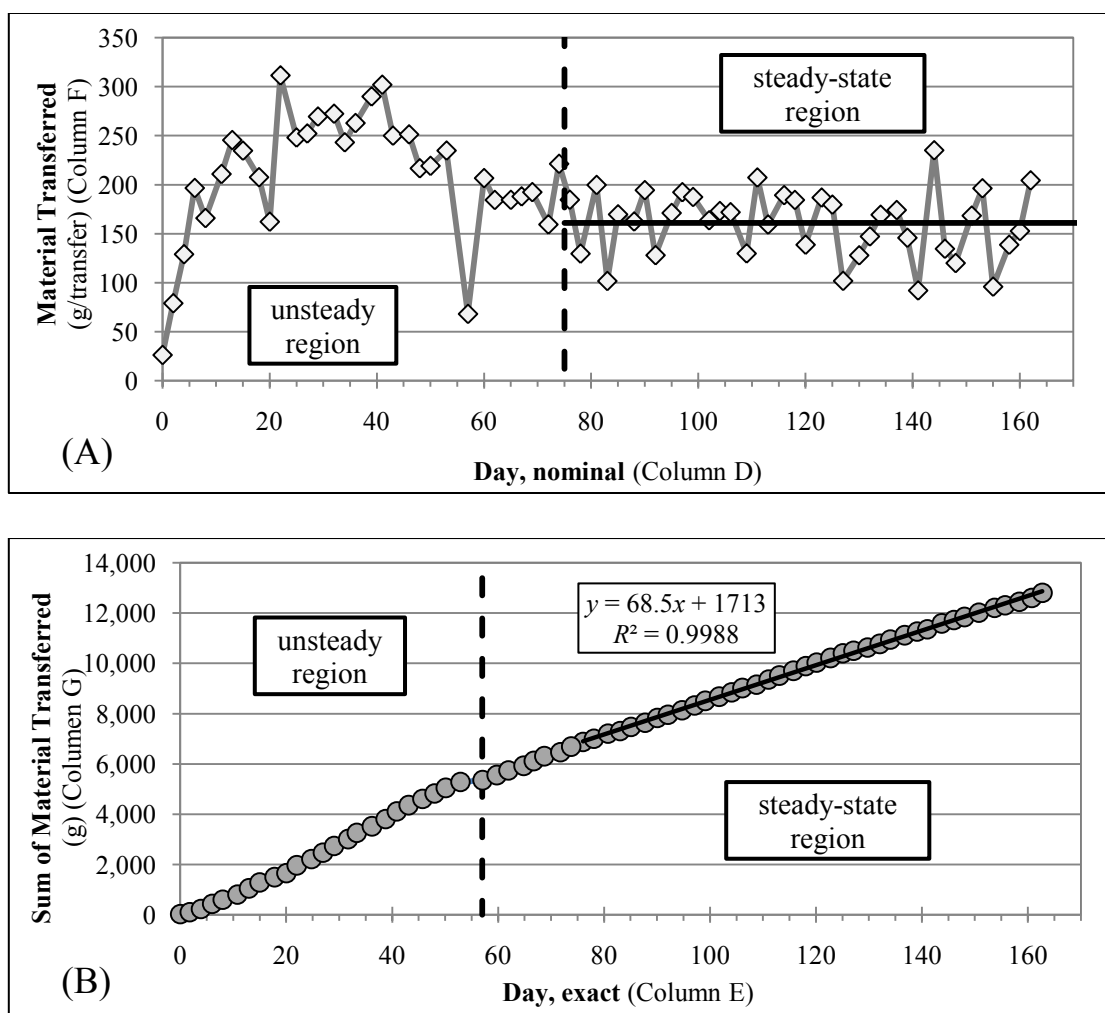 350
300
250
200
150
100
50
0
Material Transferred
(g/transfer) (Column F)
steady-state
region
unsteady
region
0 20 40 60 80 100 120 140 160
(A)
Day, nominal (Column D)
14,000
12,000
10,000
8,000
6,000
4,000
2,000
0
Sum of Material Transferred
(g) (Columen G)
unsteady
region
y = 68.5x + 1713
R² = 0.9988
steady-state
region
0 20 40 60 80 100 120 140 160
(B)
Day, exact (Column E)